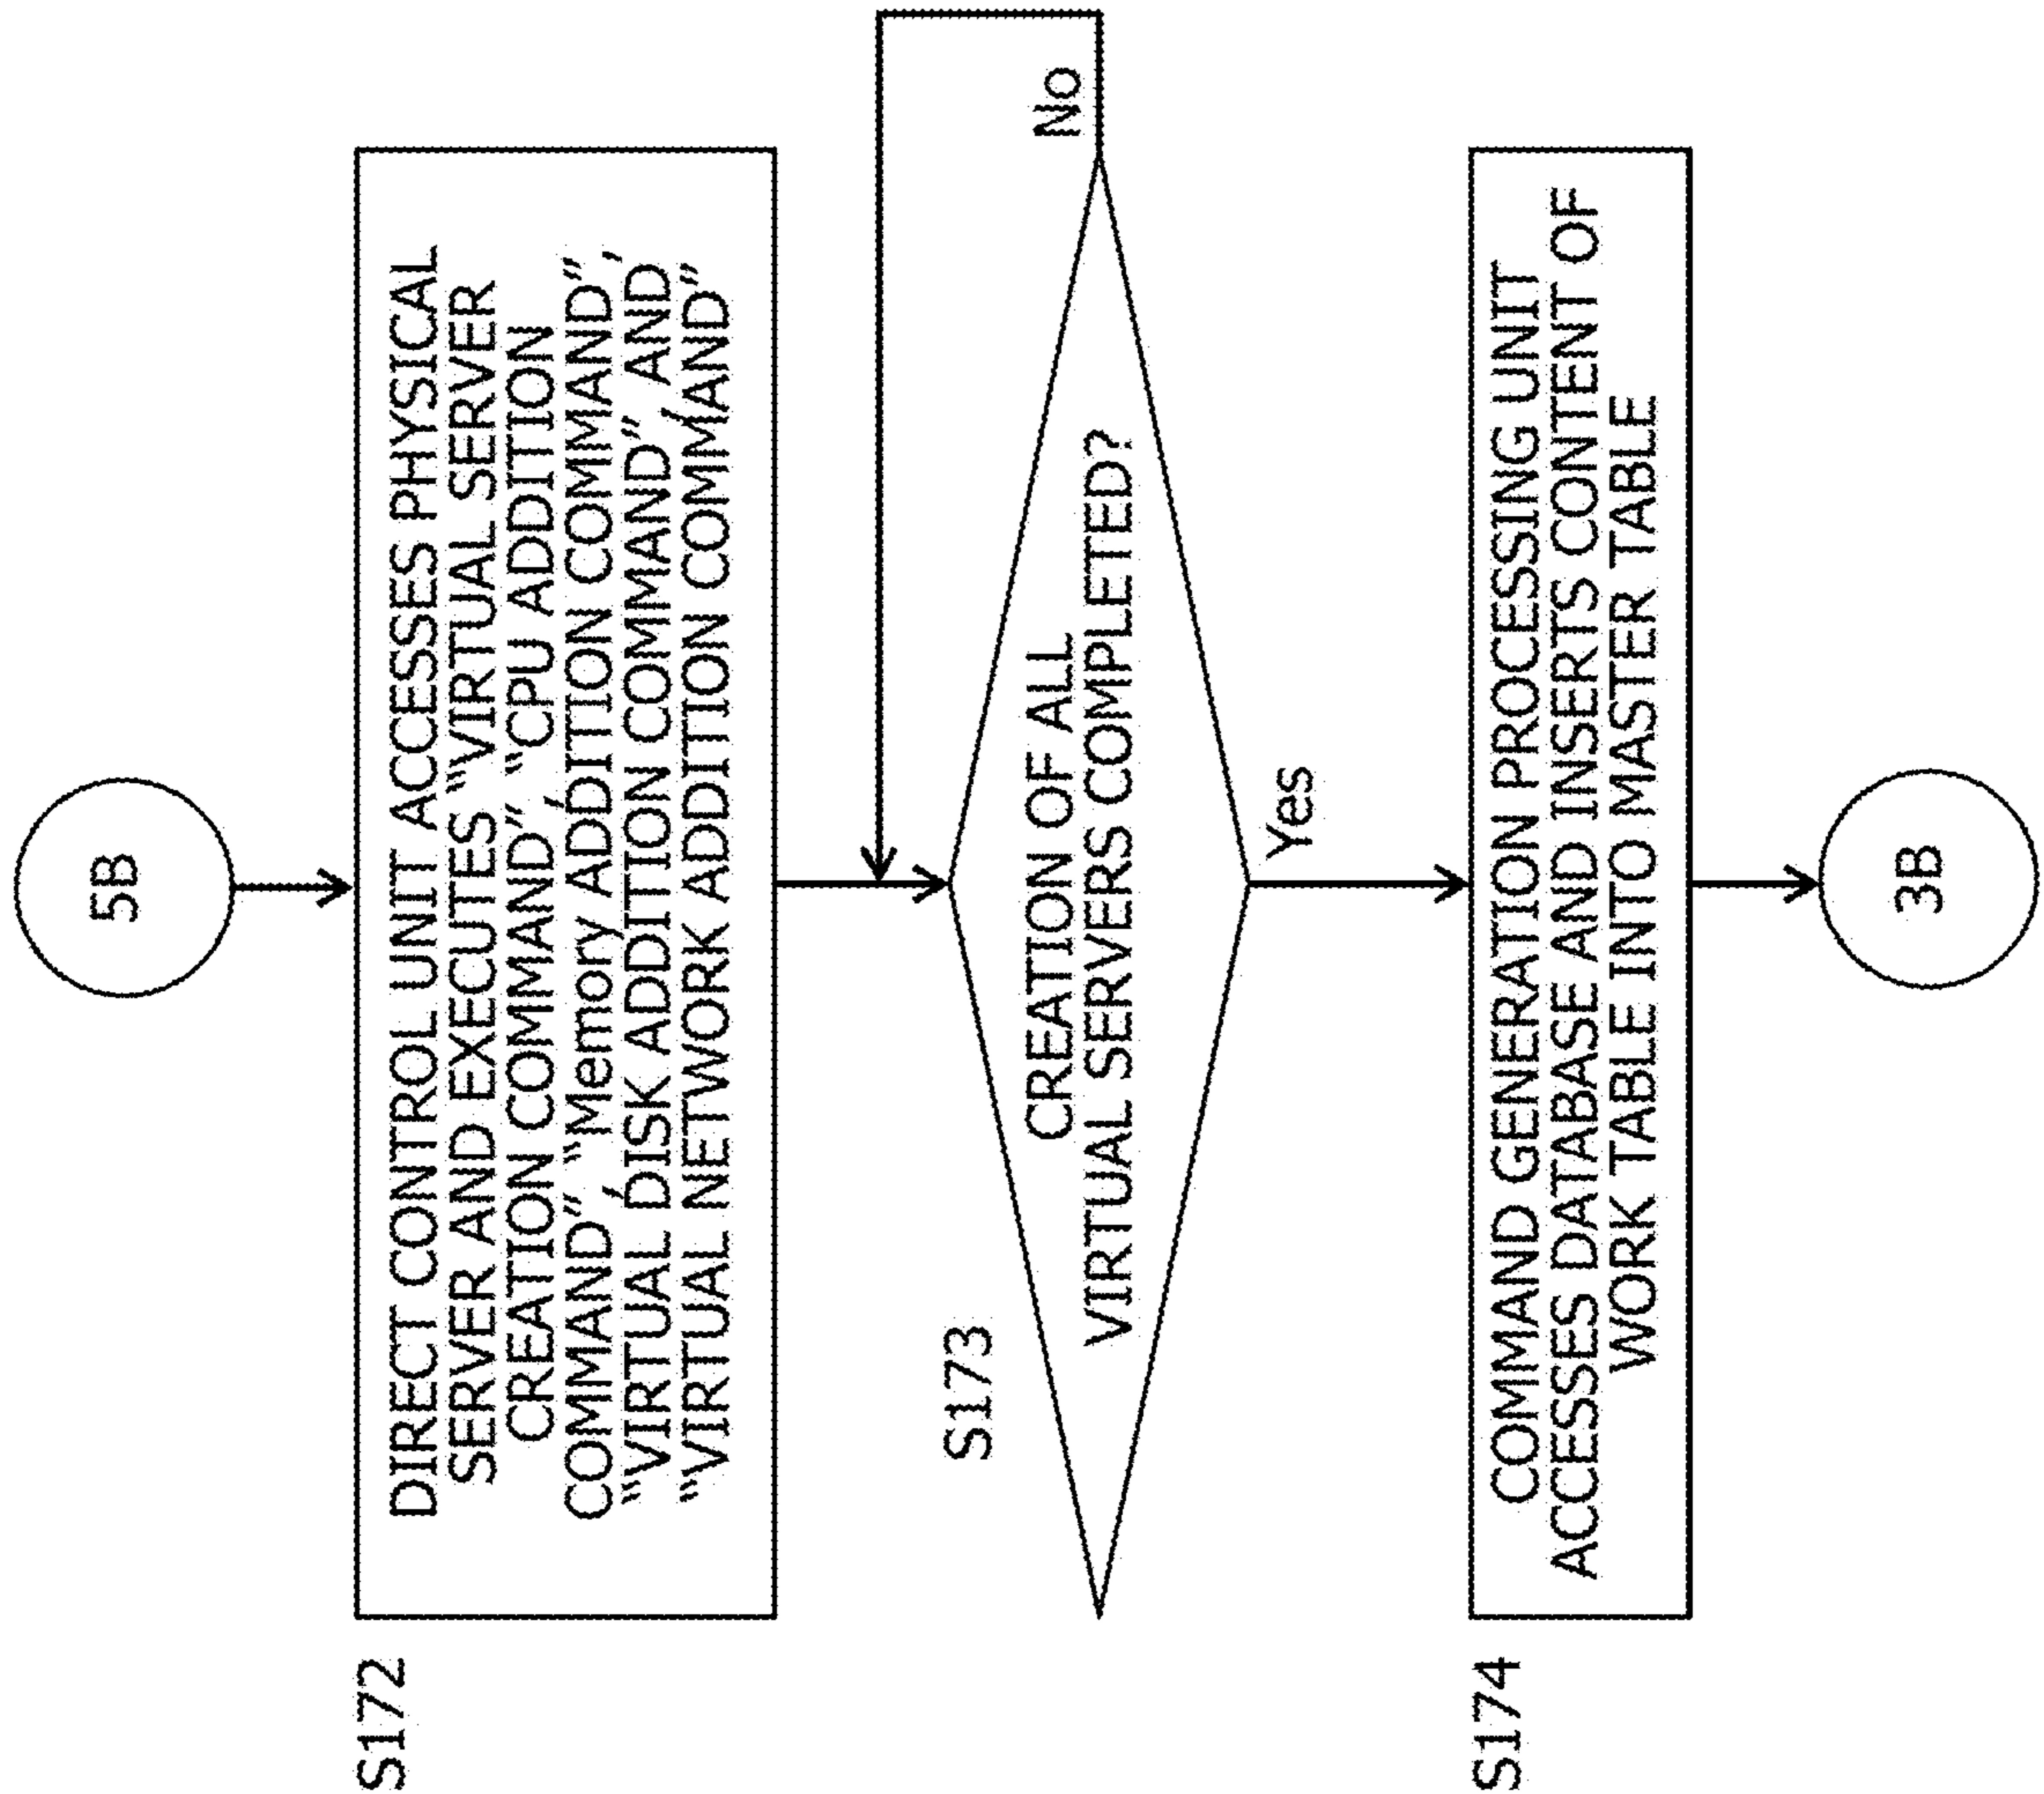 5B
S172
DIRECT CONTROL UNIT ACCESSES PHYSICAL
SERVER AND EXECUTES “VIRTUAL SERVER
CREATION COMMAND”, “CPU ADDITION
COMMAND”, “Memory ADDITION COMMAND”,
“VIRTUAL DISK ADDITION COMMAND”, AND
“VIRTUAL NETWORK ADDITION COMMAND”
S173
CREATION OF ALL
VIRTUAL SERVERS COMPLETED?
No
Yes
S174
COMMAND GENERATION PROCESSING UNIT
ACCESSES DATABASE AND INSERTS CONTENT OF
WORK TABLE INTO MASTER TABLE
3B